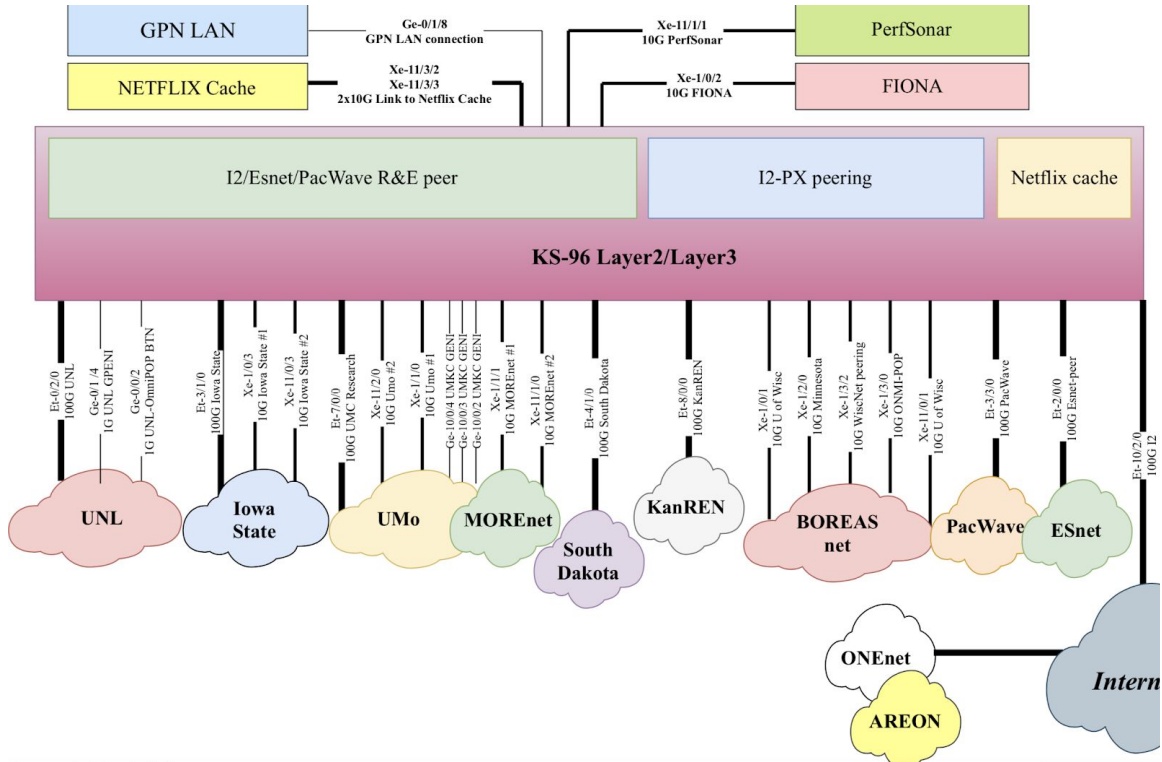 GPN LAN
Ge-0/1/8
GPN LAN connection
Xe-11/1/1
10G PerfSonar
PerfSonar
NETFLIX Cache
Xe-11/3/2
Xe-11/3/3
2x10G Link to Netflix Cache
Xe-1/0/2
10G FIONA
FIONA
I2/Esnet/PacWave R&E peer
I2-PX peering
Netflix cache
KS-96 Layer2/Layer3
Et-0/2/0
100G UNL
Ge-0/1/4
1G UNL GPENI
Ge-0/0/2
1G UNL-OmniPOP BTN
Et-3/1/0
100G Iowa State
Xe-1/0/3
10G Iowa State #1
Xe-11/0/3
10G Iowa State #2
Et-7/0/0
100G UMC Research
Xe-11/2/0
10G Umo #2
Xe-1/1/0
10G Umo #1
Ge-10/0/4 UMKC GENI
Ge-10/0/3 UMKC GENI
Ge-10/0/2 UMKC GENI
Xe-1/1/1
10G MOREnet #1
Xe-11/1/0
10G MOREnet #2
Et-4/1/0
100G South Dakota
Et-8/0/0
100G KanREN
Xe-1/0/1
10G U of Wisc
Xe-1/2/0
10G Minnesota
Xe-1/3/2
10G WiscNet peering
Xe-1/3/0
10G ONMI-POP
Xe-11/0/1
10G U of Wisc
Et-3/3/0
100G PacWave
Et-2/0/0
100G Esnet-peer
Et-10/2/0
100G I2
UNL
Iowa
State
UMo
MOREnet
South
Dakota
KanREN
BOREAS
net
PacWave
ESnet
ONEnet
AREON
Intern